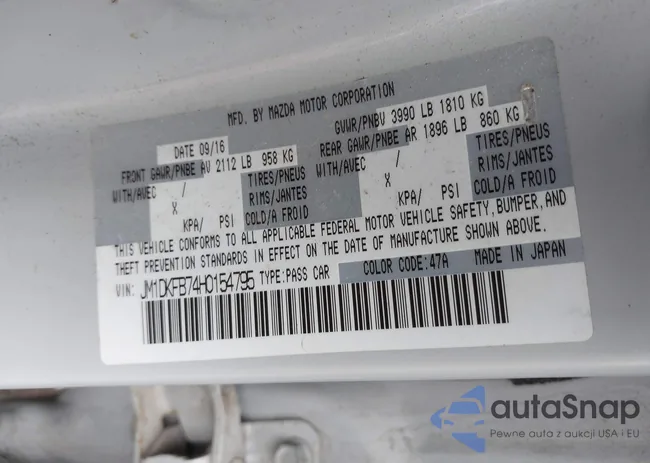 MFD. BY MAZDA MOTOR CORPORATION
DATE 09/16 GVWR/PNBV 3990 LB 1810 KG
FRONT GAWR/PNBE AV 2112 LB 958 KG REAR GAWR/PNBE AR 1896 LB 860 KG
WITH/AVEC / TIRES/PNEUS WITH/AVEC / TIRES/PNEUS
X RIMS/JANTES X RIMS/JANTES
KPA/ PSI COLD/A FROID KPA/ PSI COLD/A FROID
THIS VEHICLE CONFORMS TO ALL APPLICABLE FEDERAL MOTOR VEHICLE SAFETY, BUMPER, AND
THEFT PREVENTION STANDARDS IN EFFECT ON THE DATE OF MANUFACTURE SHOWN ABOVE.
VIN: JM1DKFB74H0154795 TYPE:PASS CAR COLOR CODE:47A MADE IN JAPAN
autaSnap
Pewne auta z aukcji USA i EU